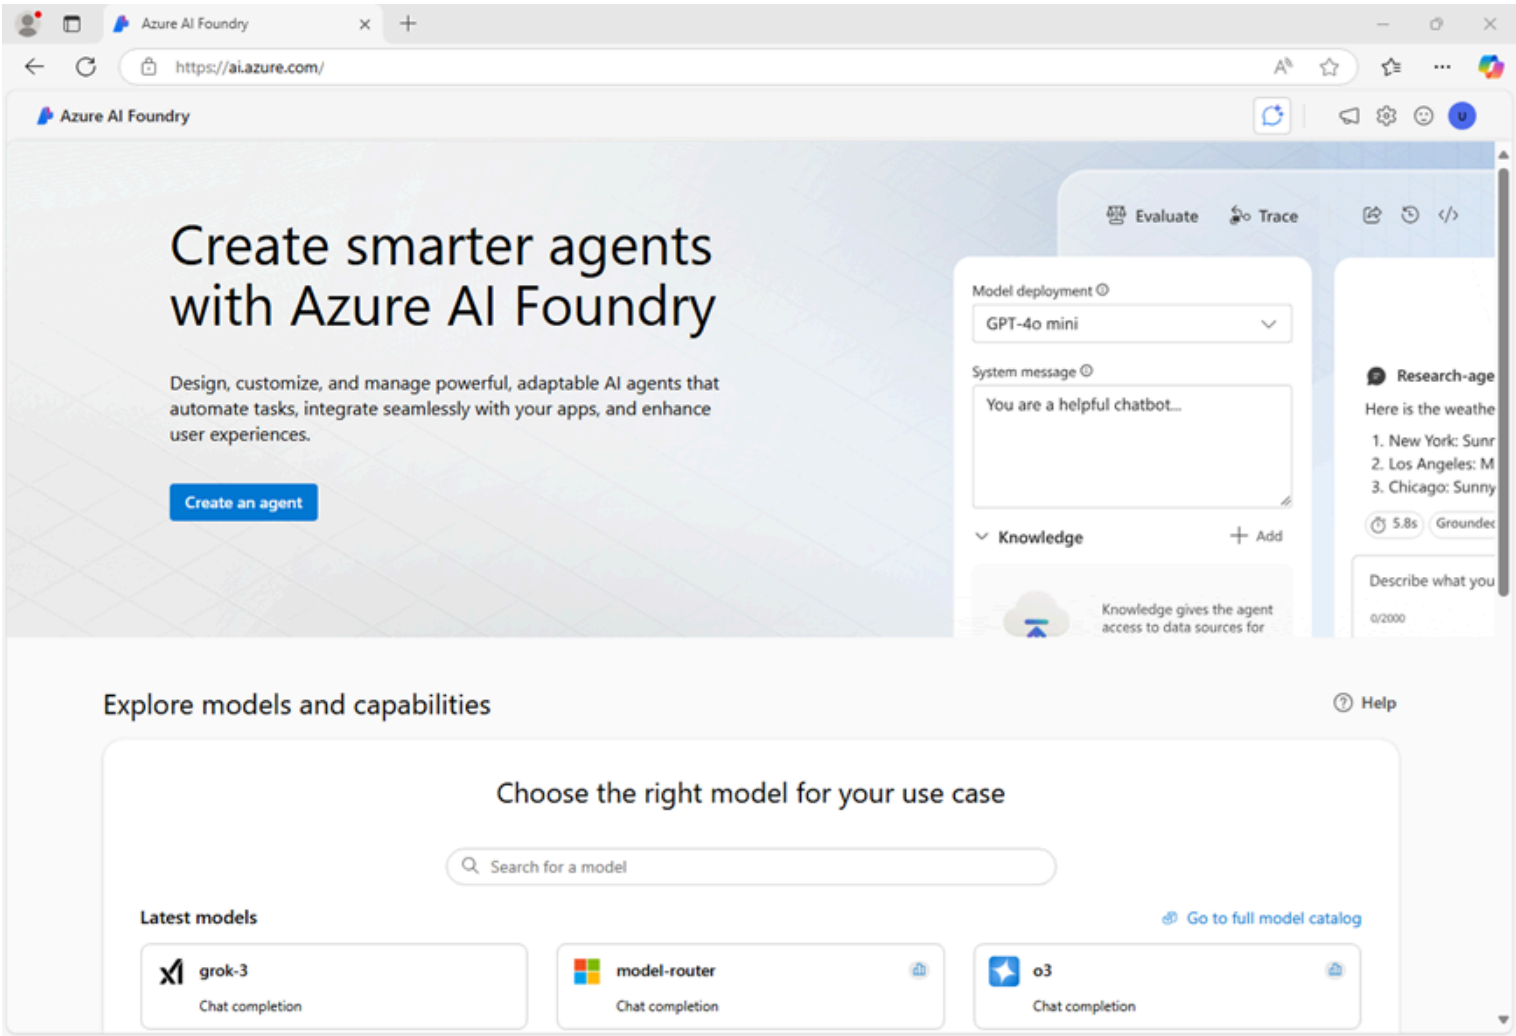 Azure AI Foundry
https://ai.azure.com/
Azure AI Foundry
U
Create smarter agents
with Azure AI Foundry
Design, customize, and manage powerful, adaptable AI agents that
automate tasks, integrate seamlessly with your apps, and enhance
user experiences.
Create an agent
Evaluate
Trace
Model deployment
GPT-4o mini
System message
You are a helpful chatbot...
Knowledge
Add
Knowledge gives the agent
access to data sources for
Research-age
Here is the weathe
1. New York: Sunr
2. Los Angeles: M
3. Chicago: Sunny
5.8s
Grounded
Describe what you
0/2000
Explore models and capabilities
Help
Choose the right model for your use case
Search for a model
Latest models
Go to full model catalog
grok-3
Chat completion
model-router
Chat completion
o3
Chat completion